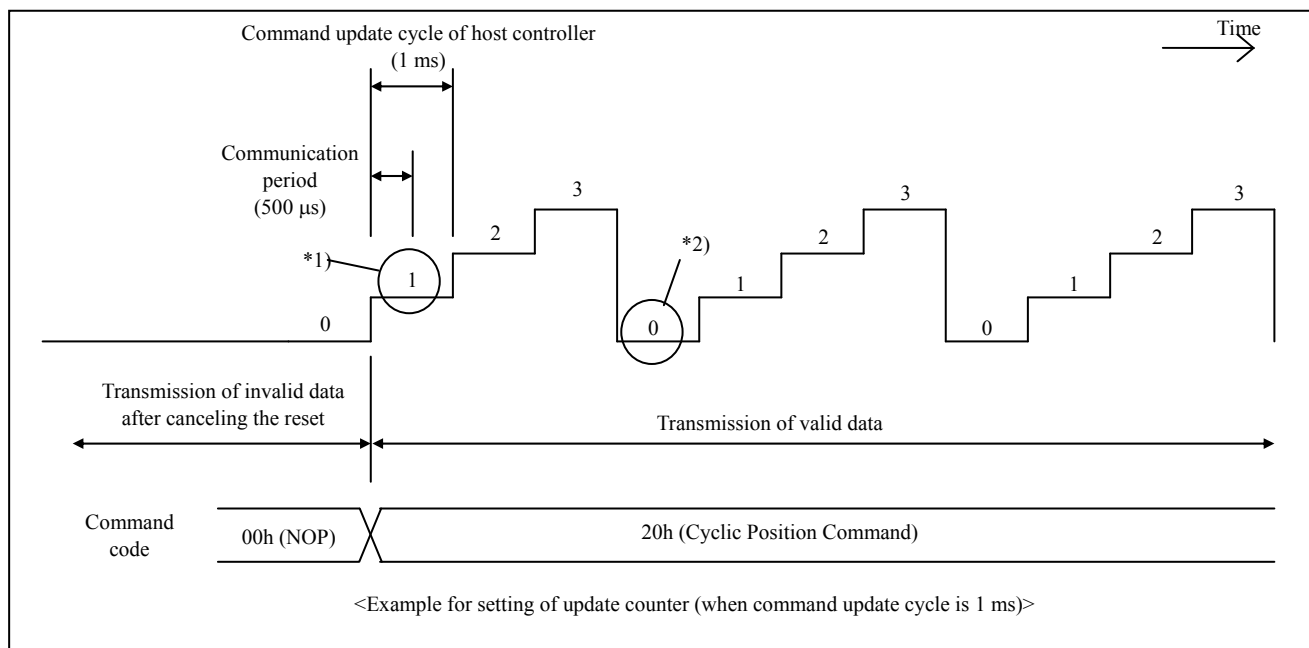 Command update cycle of host controller
(1 ms)
Time
Communication
period
(500 μs)
3
3
3
2
*2)
2
2
*1)
1
1
1
0
0
0
Transmission of invalid data
after canceling the reset
Transmission of valid data
Command
code
00h (NOP)
20h (Cyclic Position Command)
<Example for setting of update counter (when command update cycle is 1 ms)>